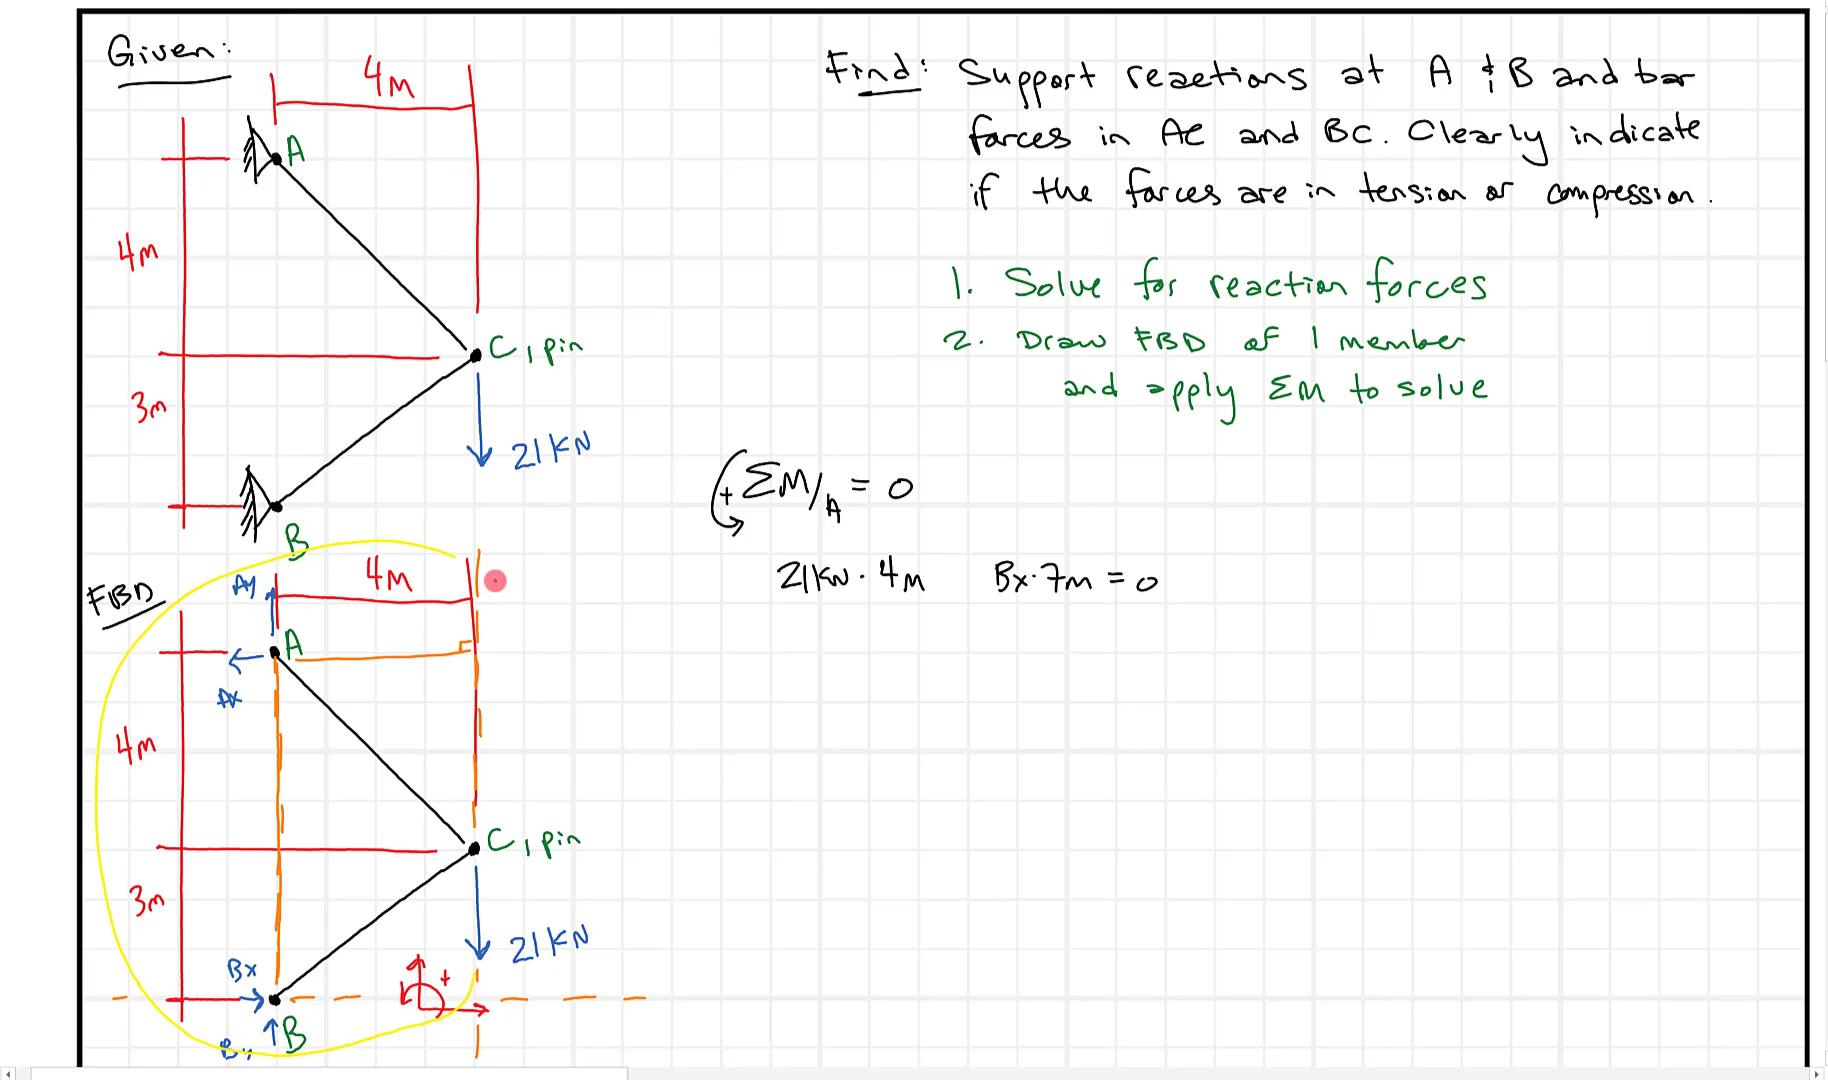 Given:
4m
A
4m
C, pin
3m
21KN
B
Find: Support reactions at A & B and bar
forces in AC and BC. Clearly indicate
if the forces are in tension or compression.
1. Solve for reaction forces
2. Draw FBD of 1 member
and apply ΣM to solve
+ ΣM/A = 0
21KN · 4m Bx · 7m = 0
FBD
Ay
4m
A
Ax
4m
C, pin
3m
21KN
Bx
+
B
By